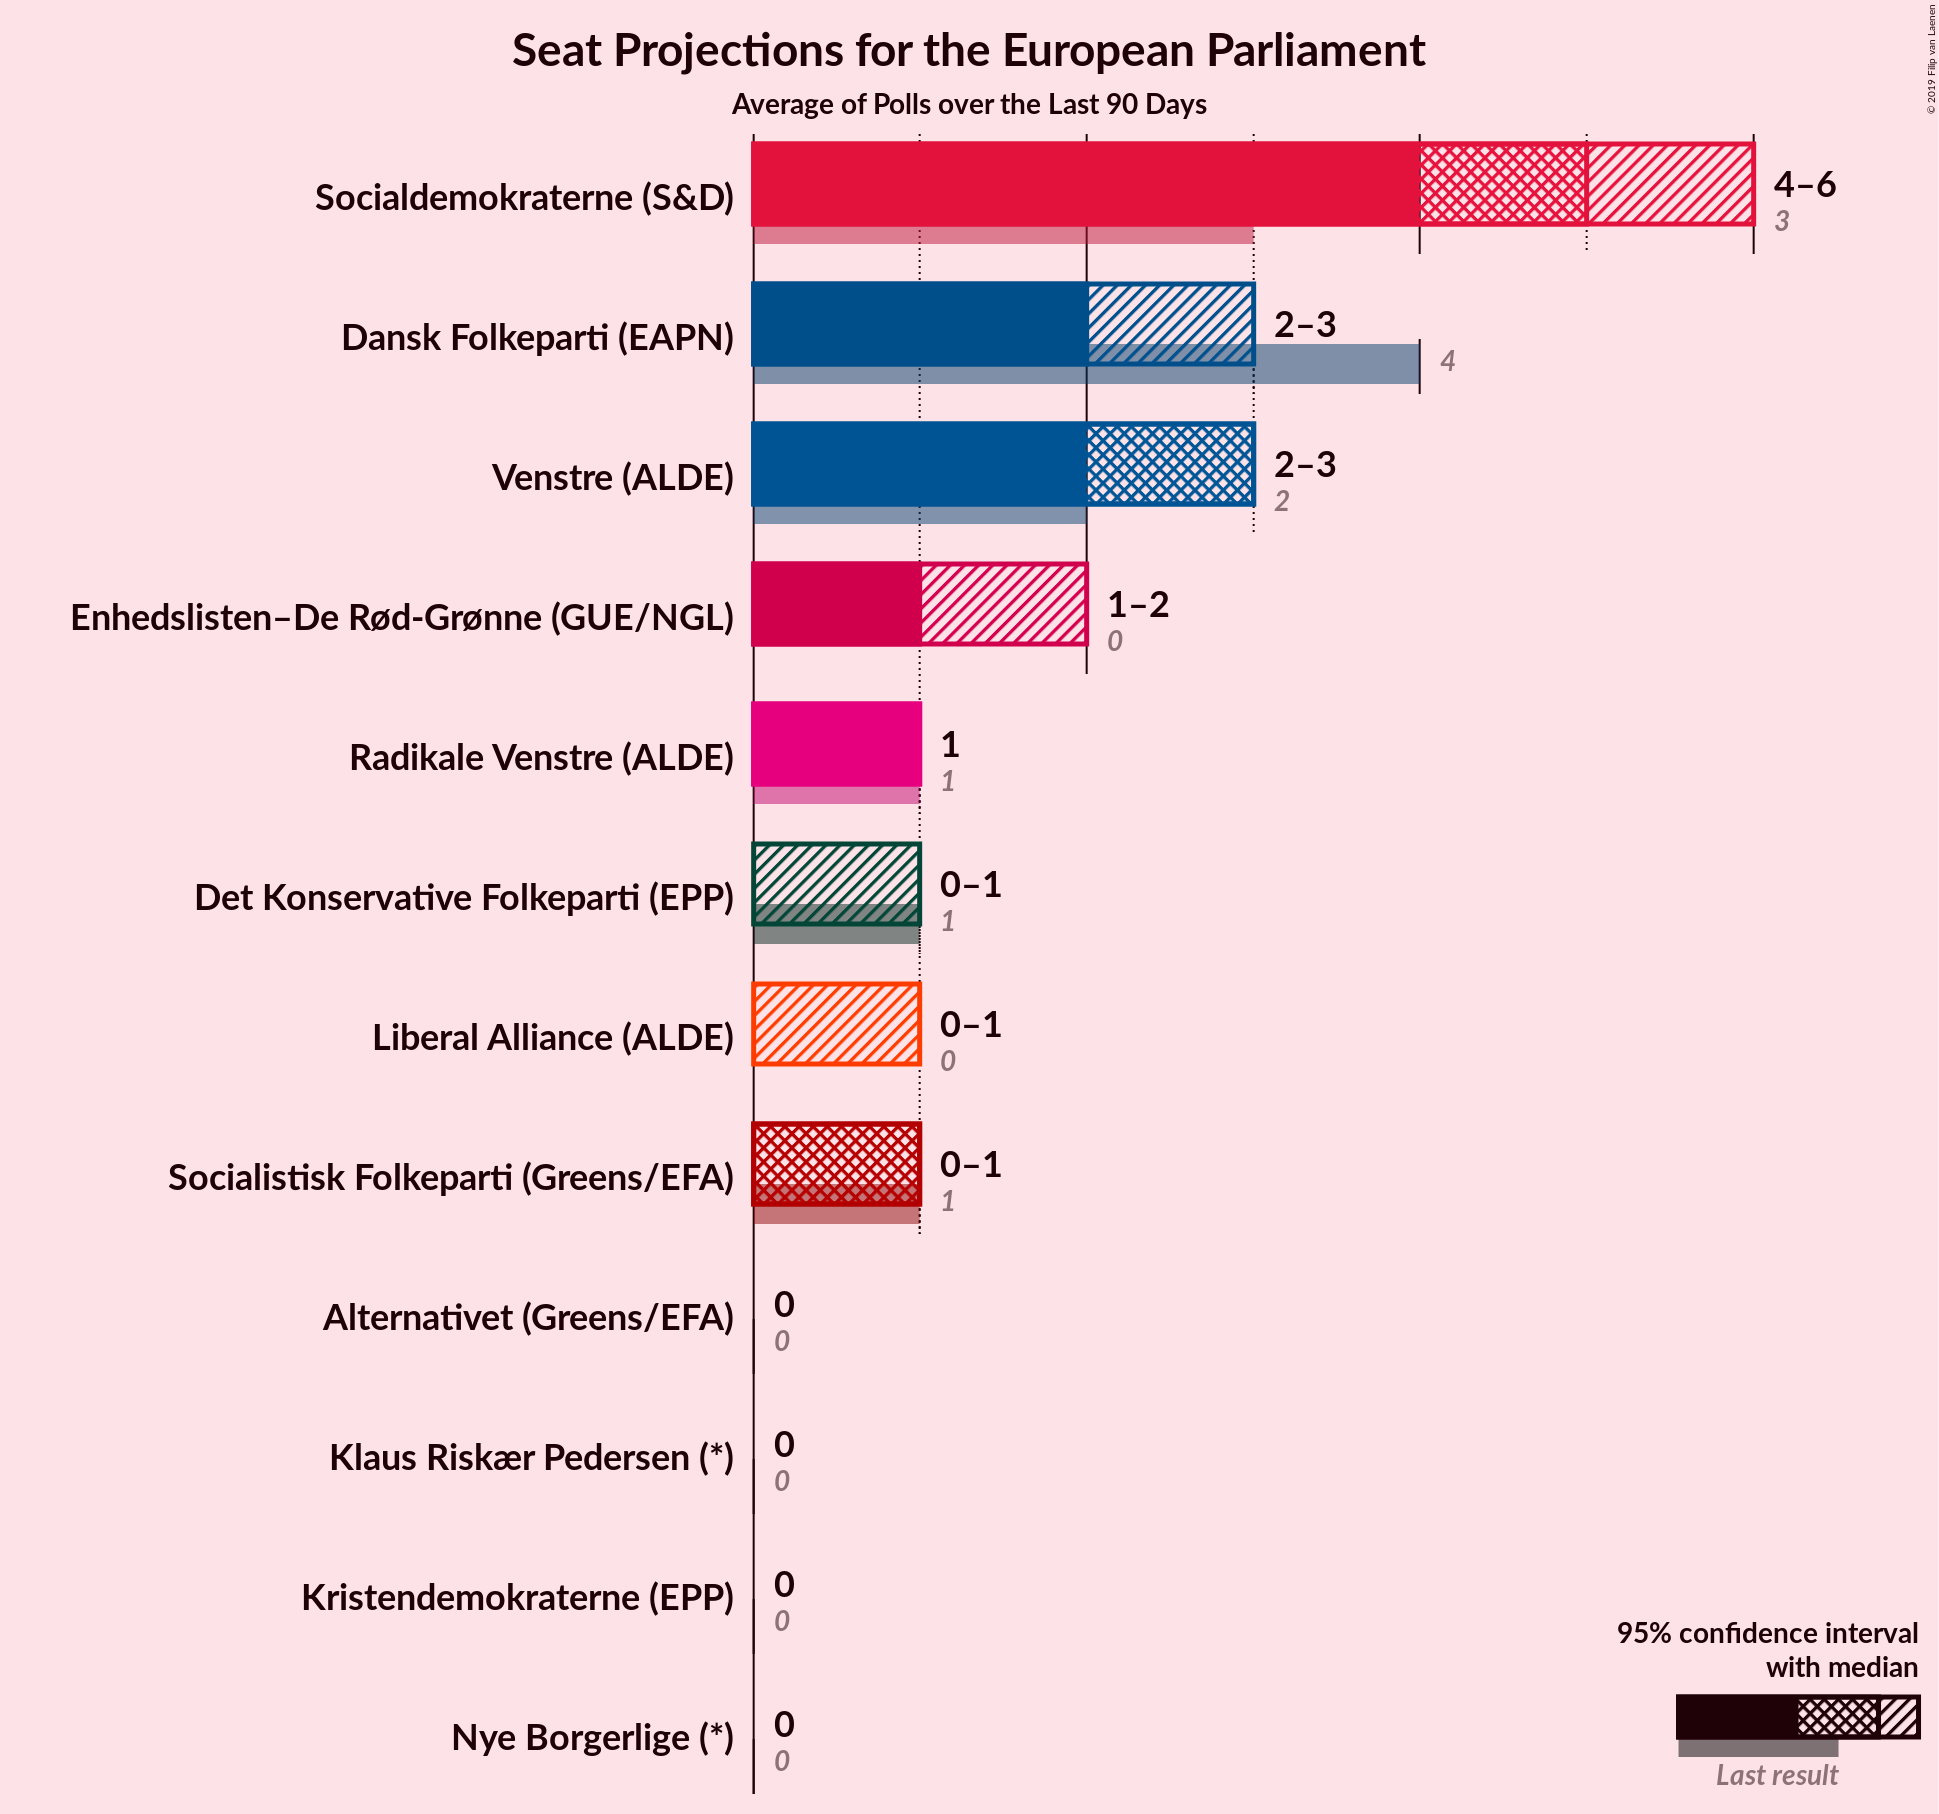 Seat Projections for the European Parliament
Average of Polls over the Last 90 Days
© 2019 Filip van Laenen
Socialdemokraterne (S&D)
4–6
3
Dansk Folkeparti (EAPN)
2–3
4
Venstre (ALDE)
2–3
2
Enhedslisten–De Rød-Grønne (GUE/NGL)
1–2
0
Radikale Venstre (ALDE)
1
1
Det Konservative Folkeparti (EPP)
0–1
1
Liberal Alliance (ALDE)
0–1
0
Socialistisk Folkeparti (Greens/EFA)
0–1
1
Alternativet (Greens/EFA)
0
0
Klaus Riskær Pedersen (*)
0
0
Kristendemokraterne (EPP)
0
0
Nye Borgerlige (*)
0
0
95% confidence interval
with median
Last result